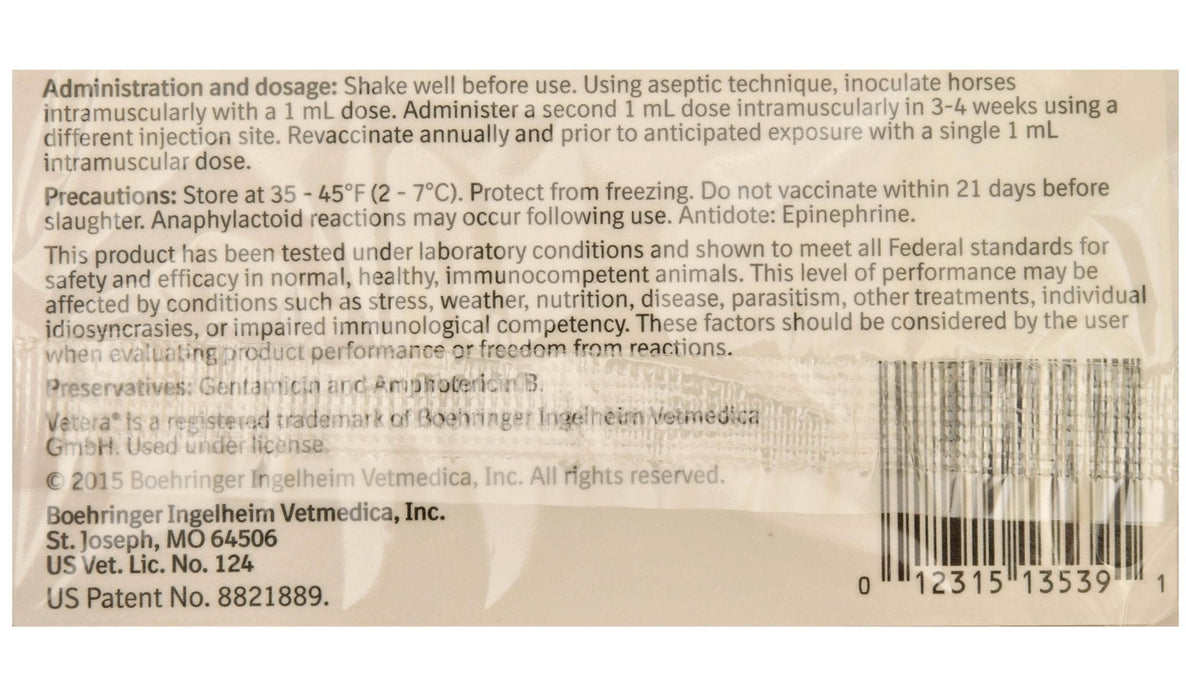 Administration and dosage: Shake well before use. Using aseptic technique, inoculate horses
intramuscularly with a 1 mL dose. Administer a second 1 mL dose intramuscularly in 3-4 weeks using a
different injection site. Revaccinate annually and prior to anticipated exposure with a single 1 mL
intramuscular dose.
Precautions: Store at 35 - 45°F (2 - 7°C). Protect from freezing. Do not vaccinate within 21 days before
slaughter. Anaphylactoid reactions may occur following use. Antidote: Epinephrine.
This product has been tested under laboratory conditions and shown to meet all Federal standards for
safety and efficacy in normal, healthy, immunocompetent animals. This level of performance may be
affected by conditions such as stress, weather, nutrition, disease, parasitism, other treatments, individual
idiosyncrasies, or impaired immunological competency. These factors should be considered by the user
when evaluating product performance or freedom from reactions.
Preservatives: Gentamicin and Amphotericin B.
Vetera® is a registered trademark of Boehringer Ingelheim Vetmedica
GmbH. Used under license.
© 2015 Boehringer Ingelheim Vetmedica, Inc. All rights reserved.
Boehringer Ingelheim Vetmedica, Inc.
St. Joseph, MO 64506
US Vet. Lic. No. 124
US Patent No. 8821889.
0 12315 13539 1